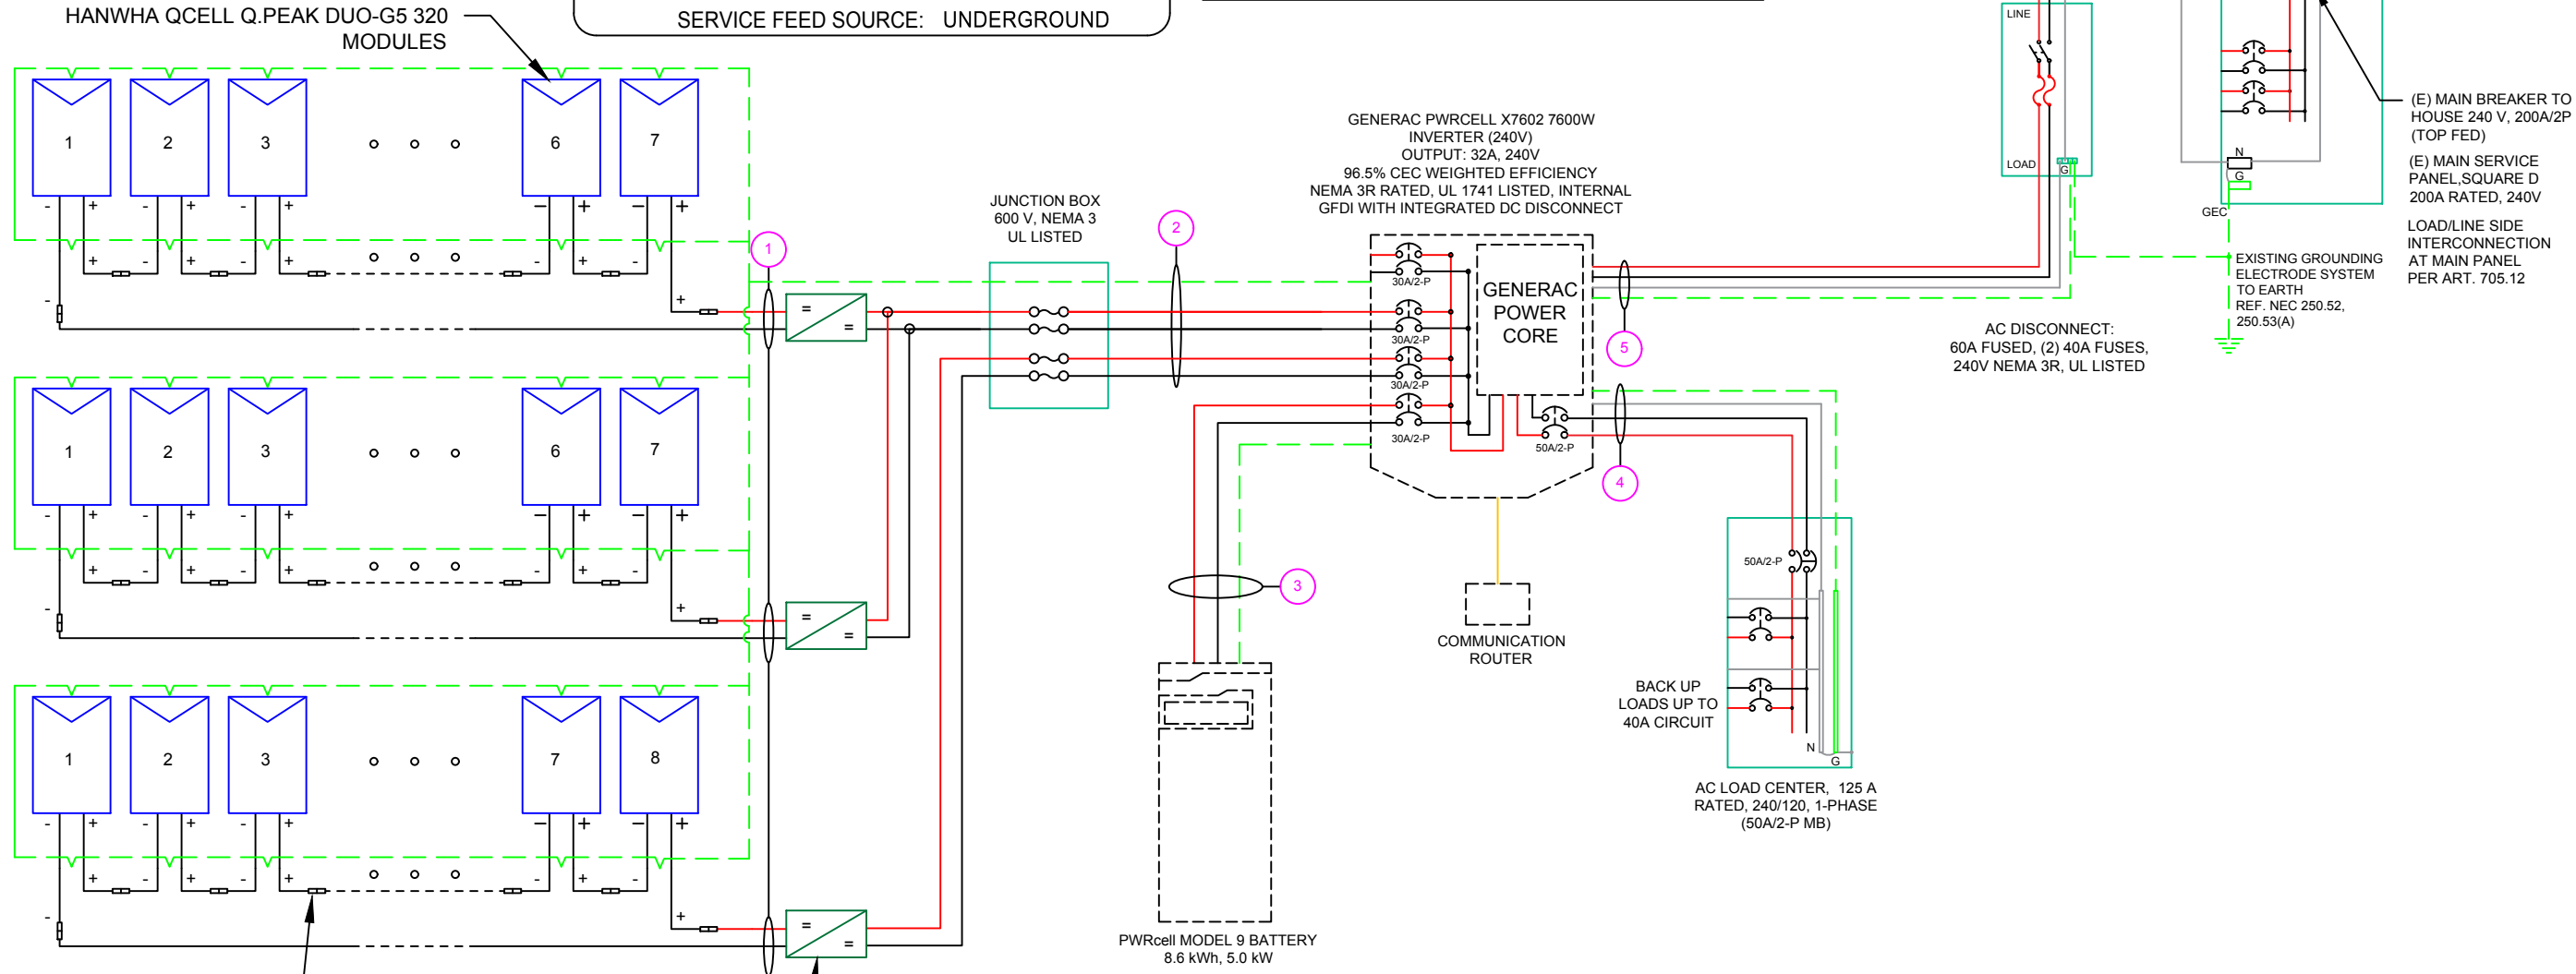 HANWHA QCELL Q.PEAK DUO-G5 320
MODULES
SERVICE FEED SOURCE: UNDERGROUND
1 2 3 6 7
- + - + - + - + - +
+ - + - + - + -
-
+
1
JUNCTION BOX
600 V, NEMA 3
UL LISTED
2
= =
GENERAC PWRCELL X7602 7600W
INVERTER (240V)
OUTPUT: 32A, 240V
96.5% CEC WEIGHTED EFFICIENCY
NEMA 3R RATED, UL 1741 LISTED, INTERNAL
GFDI WITH INTEGRATED DC DISCONNECT
30A/2-P
30A/2-P
30A/2-P
30A/2-P
GENERAC
POWER
CORE
50A/2-P
5
4
LINE
LOAD
G
AC DISCONNECT:
60A FUSED, (2) 40A FUSES,
240V NEMA 3R, UL LISTED
N
G
GEC
EXISTING GROUNDING
ELECTRODE SYSTEM
TO EARTH
REF. NEC 250.52,
250.53(A)
(E) MAIN BREAKER TO
HOUSE 240 V, 200A/2P
(TOP FED)
(E) MAIN SERVICE
PANEL,SQUARE D
200A RATED, 240V
LOAD/LINE SIDE
INTERCONNECTION
AT MAIN PANEL
PER ART. 705.12
1 2 3 6 7
- + - + - + - + - +
+ - + - + - + -
-
+
= =
3
COMMUNICATION
ROUTER
50A/2-P
BACK UP
LOADS UP TO
40A CIRCUIT
N
G
AC LOAD CENTER, 125 A
RATED, 240/120, 1-PHASE
(50A/2-P MB)
1 2 3 7 8
- + - + - + - + - +
+ - + - + - + -
-
+
= =
PWRcell MODEL 9 BATTERY
8.6 kWh, 5.0 kW